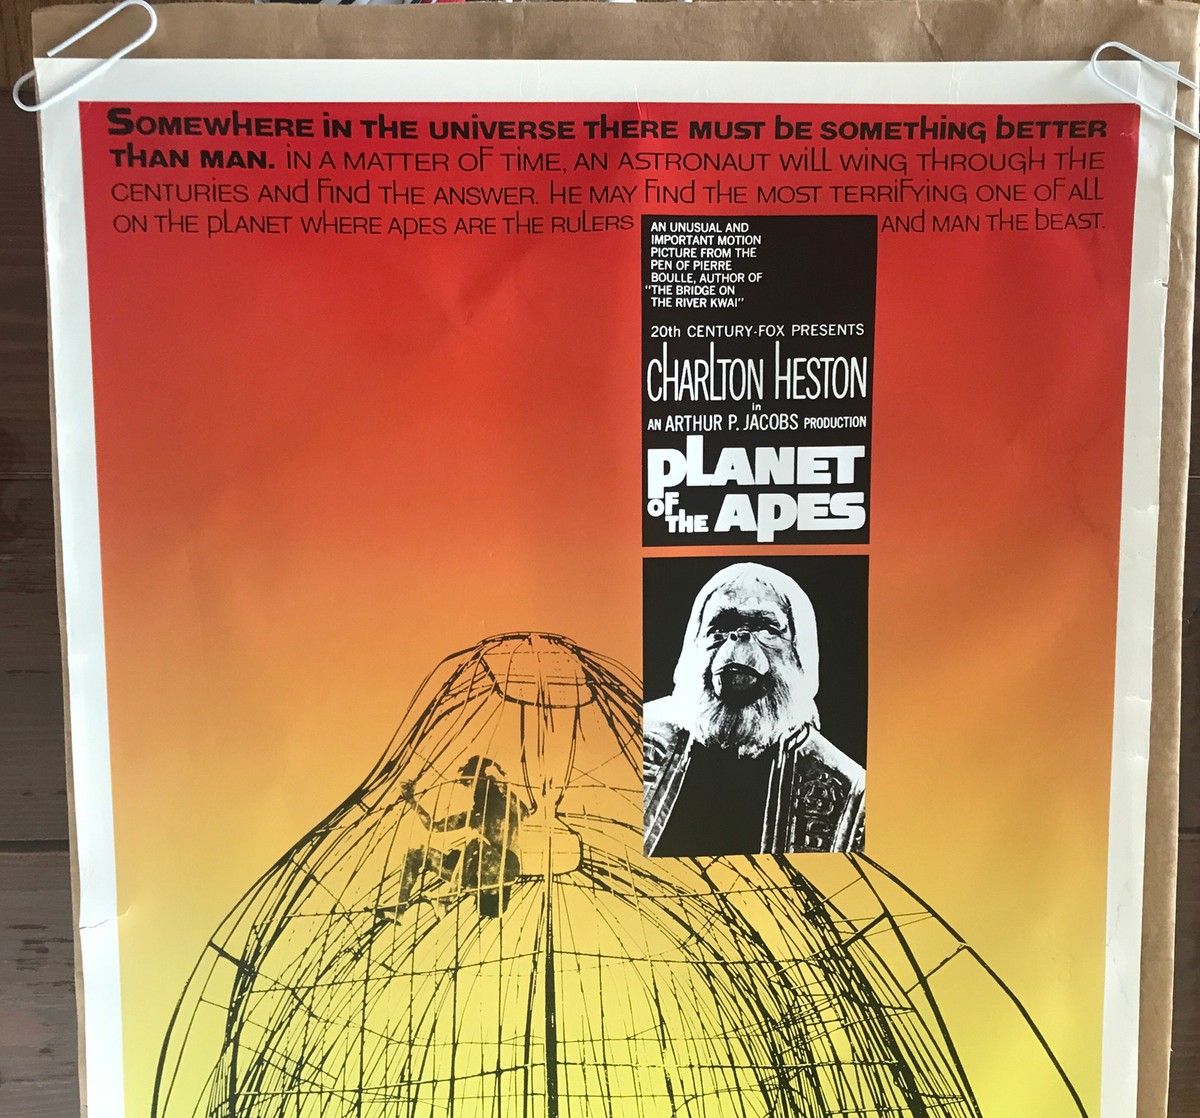 SOMEWHERE IN THE UNIVERSE THERE MUST BE SOMETHING BETTER
THAN MAN. IN A MATTER OF TIME, AN ASTRONAUT WILL WING THROUGH THE
CENTURIES AND FIND THE ANSWER. HE MAY FIND THE MOST TERRIFYING ONE OF ALL
ON THE PLANET WHERE APES ARE THE RULERS AND MAN THE BEAST.
AN UNUSUAL AND
IMPORTANT MOTION
PICTURE FROM THE
PEN OF PIERRE
BOULLE, AUTHOR OF
"THE BRIDGE ON
THE RIVER KWAI"
20th CENTURY-FOX PRESENTS
CHARLTON HESTON
in
AN ARTHUR P. JACOBS PRODUCTION
PLANET
OF THE APES